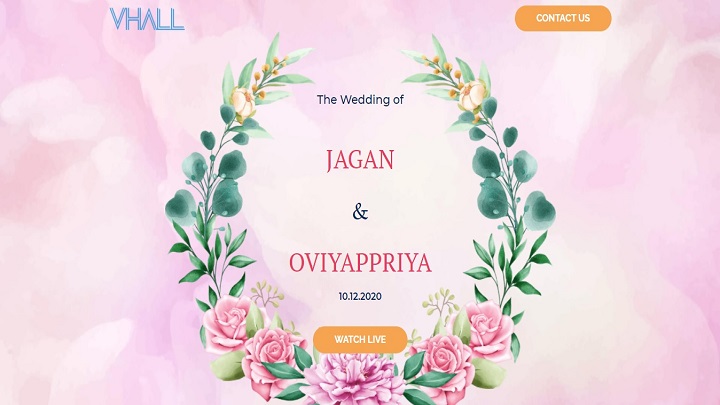 VHALL
CONTACT US
The Wedding of
JAGAN
&
OVIYAPPRIYA
10.12.2020
WATCH LIVE